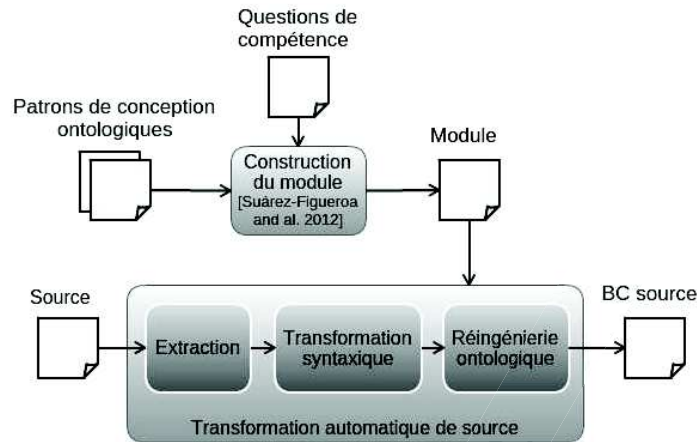 Questions de
compétence
Patrons de conception
ontologiques
Module
Construction
du module
[Suárez-Figueroa
and al. 2012]
Source
BC source
Extraction
Transformation
syntaxique
Réingénierie
ontologique
Transformation automatique de source